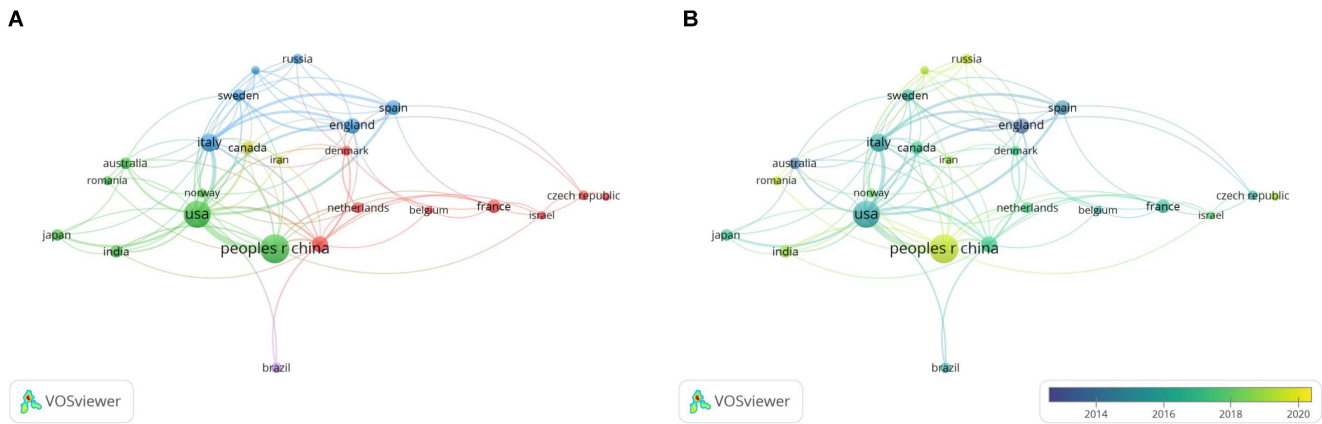 A
russia
sweden
spain
england
italy
canada
denmark
iran
australia
romania
norway
czech republic
netherlands
belgium
france
israel
usa
japan
india
peoples r china
brazil
VOSviewer
B
russia
sweden
spain
england
italy
canada
denmark
iran
australia
romania
norway
czech republic
netherlands
belgium
france
israel
usa
japan
india
peoples r china
brazil
VOSviewer
2014 2016 2018 2020